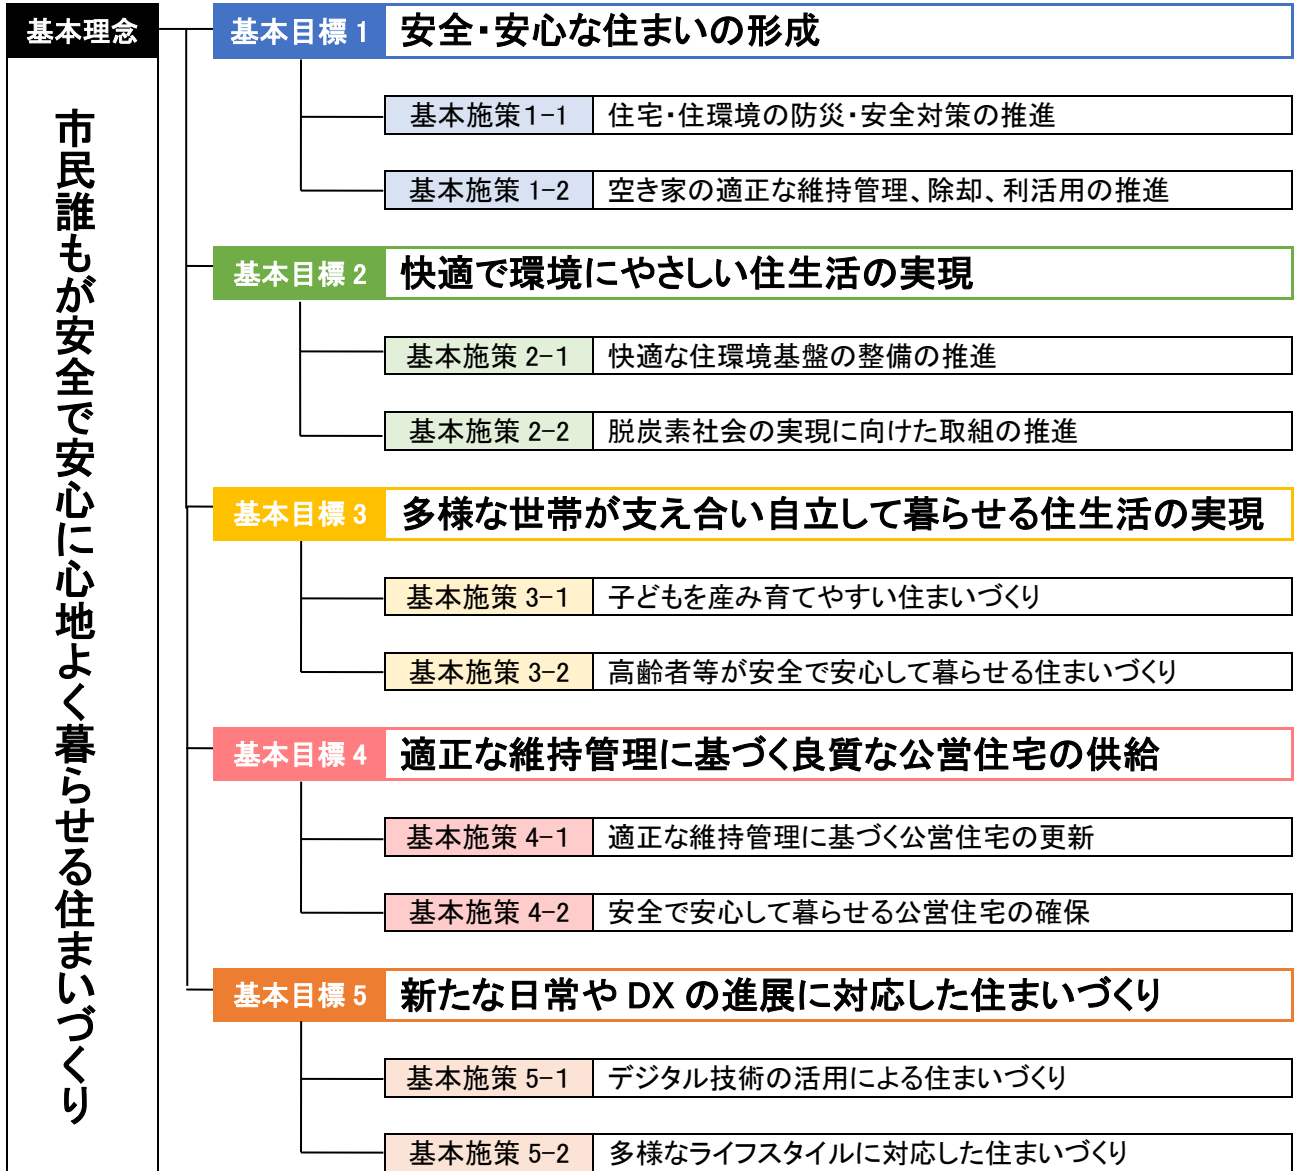 基本理念
市民誰もが安全で安心に心地よく暮らせる住まいづくり
基本目標 1 安全・安心な住まいの形成
基本施策1-1 住宅・住環境の防災・安全対策の推進
基本施策 1-2 空き家の適正な維持管理、除却、利活用の推進
基本目標 2 快適で環境にやさしい住生活の実現
基本施策 2-1 快適な住環境基盤の整備の推進
基本施策 2-2 脱炭素社会の実現に向けた取組の推進
基本目標 3 多様な世帯が支え合い自立して暮らせる住生活の実現
基本施策 3-1 子どもを産み育てやすい住まいづくり
基本施策 3-2 高齢者等が安全で安心して暮らせる住まいづくり
基本目標 4 適正な維持管理に基づく良質な公営住宅の供給
基本施策 4-1 適正な維持管理に基づく公営住宅の更新
基本施策 4-2 安全で安心して暮らせる公営住宅の確保
基本目標 5 新たな日常や DX の進展に対応した住まいづくり
基本施策 5-1 デジタル技術の活用による住まいづくり
基本施策 5-2 多様なライフスタイルに対応した住まいづくり